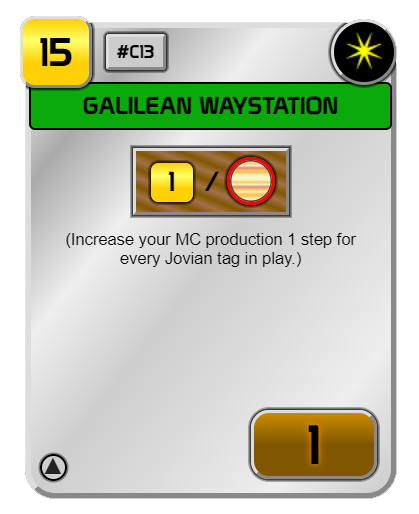 15
#C13
GALILEAN WAYSTATION
1 /
(Increase your MC production 1 step for
every Jovian tag in play.)
1